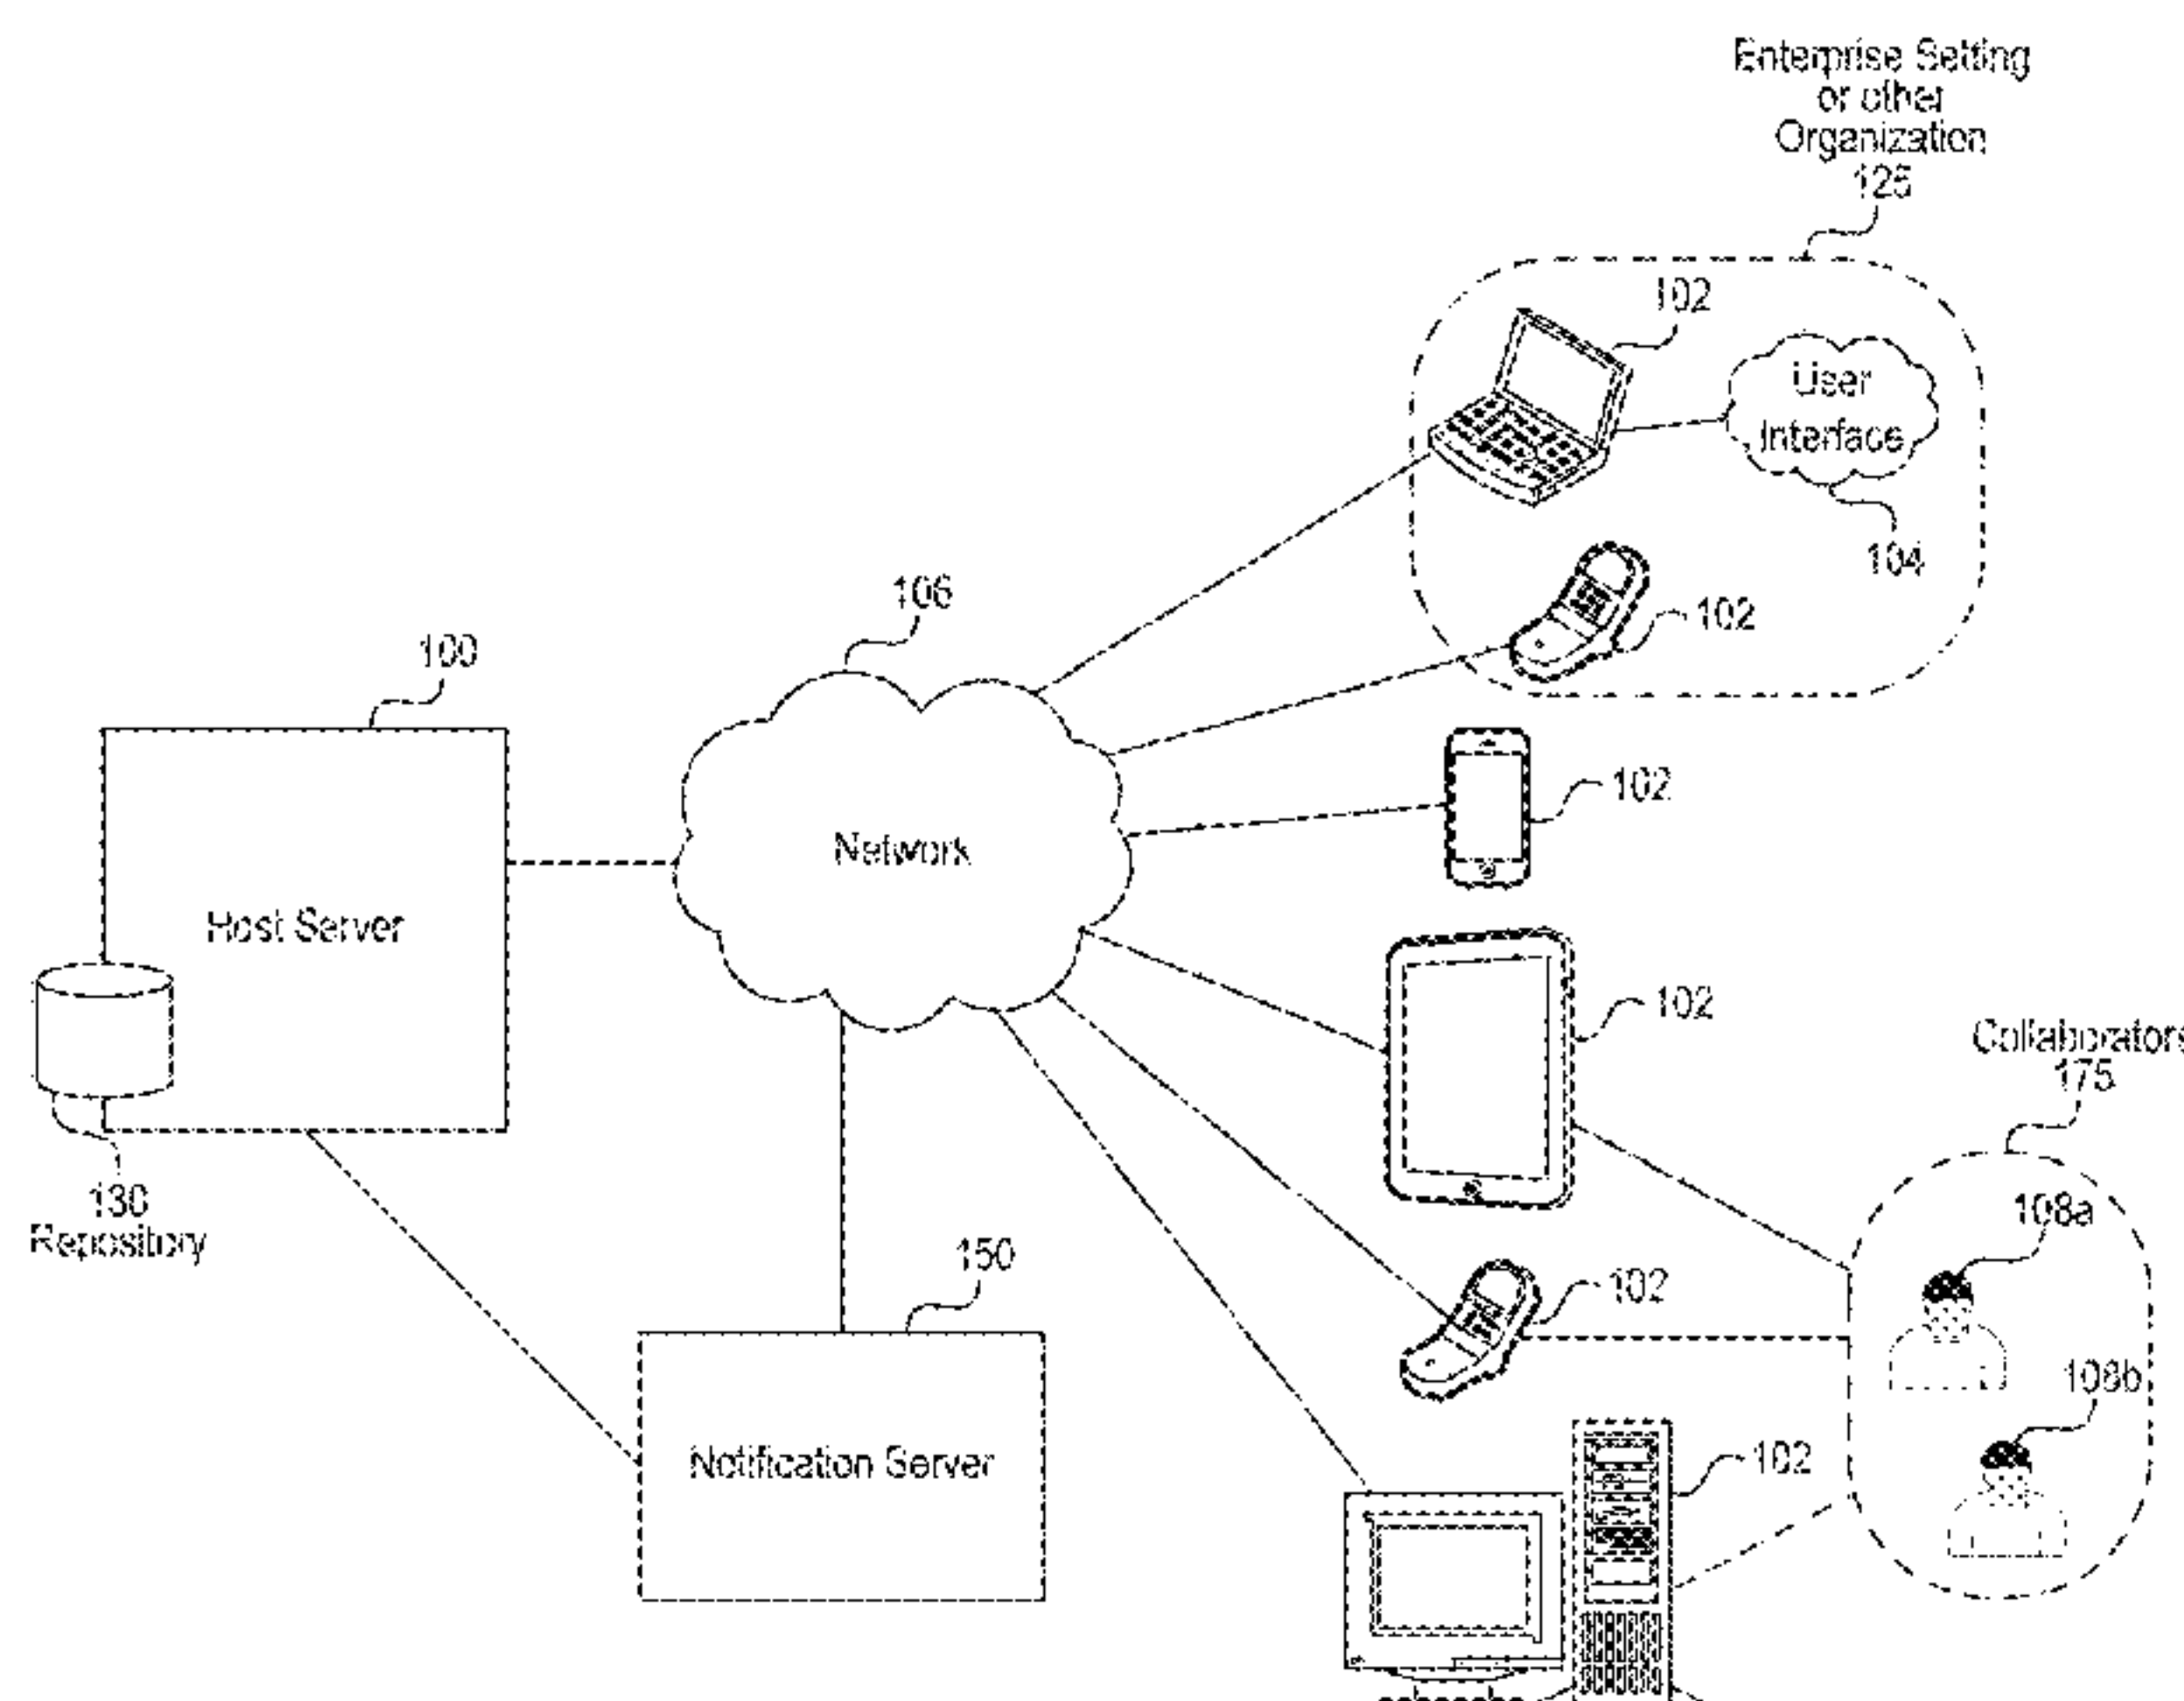 Enterprise Setting
or other
Organization
125
102
User
Interface
104
102
106
100
102
Network
Host Server
102
Collaborators
175
130
Repository
108a
150
102
108b
Notification Server
102